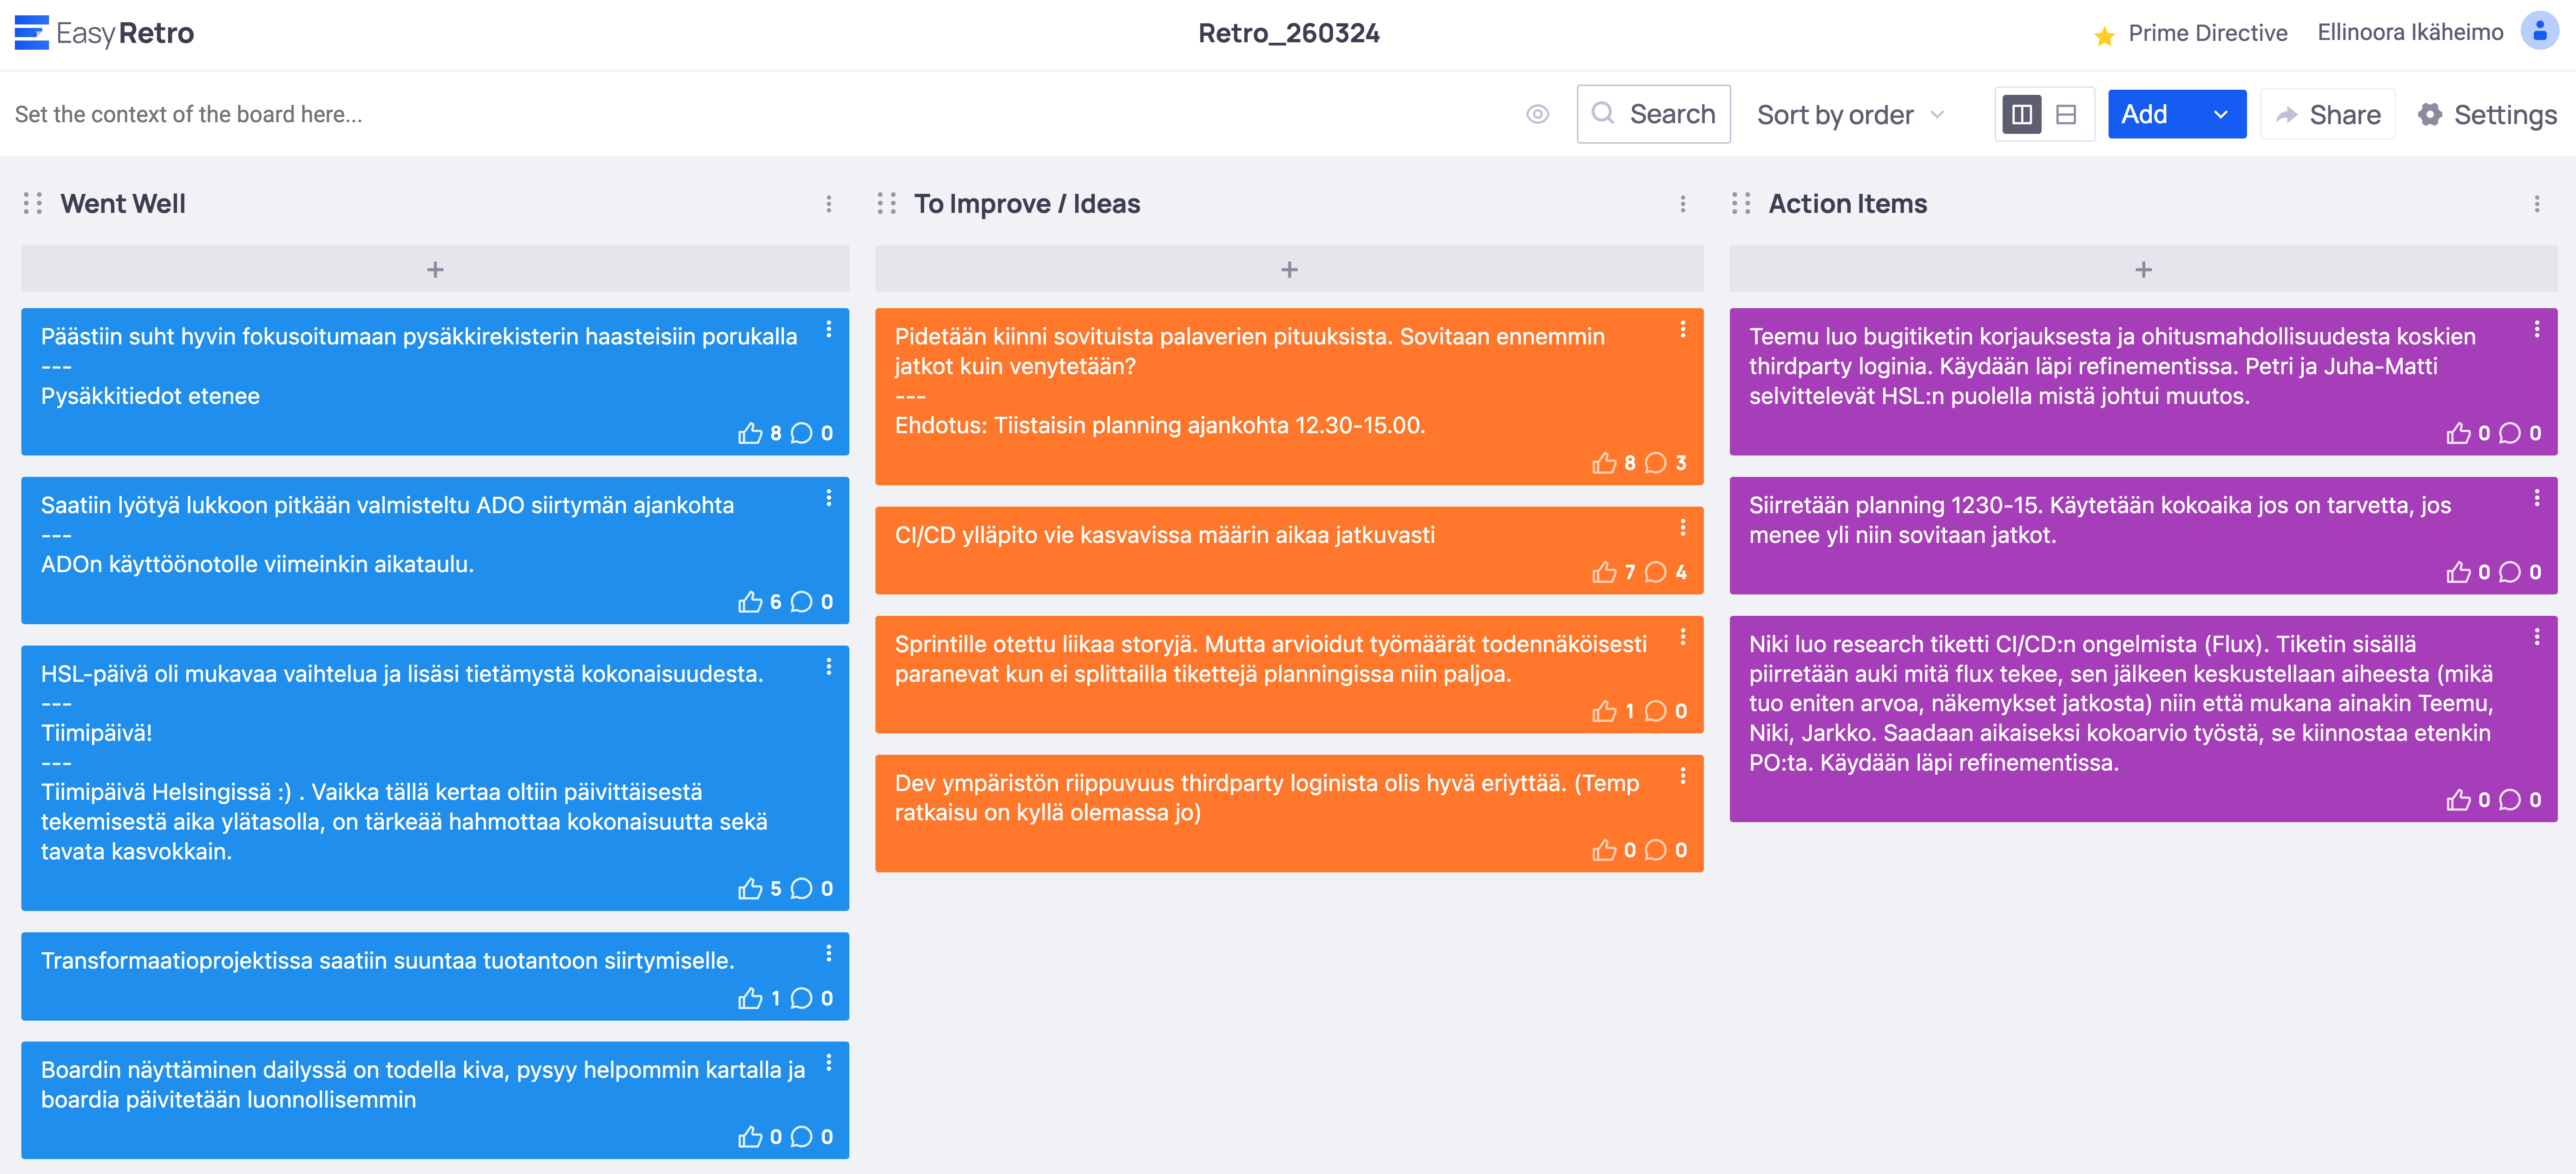 EasyRetro
Retro_260324
Prime Directive
Ellinoora Ikäheimo
Set the context of the board here...
Search
Sort by order
Add
Share
Settings
Went Well
+
Päästiin suht hyvin fokusoitumaan pysäkkirekisterin haasteisiin porukalla
---
Pysäkkitiedot etenee
8 0
Saatiin lyötyä lukkoon pitkään valmisteltu ADO siirtymän ajankohta
---
ADOn käyttöönotolle viimeinkin aikataulu.
6 0
HSL-päivä oli mukavaa vaihtelua ja lisäsi tietämystä kokonaisuudesta.
---
Tiimipäivä!
---
Tiimipäivä Helsingissä :) . Vaikka tällä kertaa oltiin päivittäisestä
tekemisestä aika ylätasolla, on tärkeää hahmottaa kokonaisuutta sekä
tavata kasvokkain.
5 0
Transformaatioprojektissa saatiin suuntaa tuotantoon siirtymiselle.
1 0
Boardin näyttäminen dailyssä on todella kiva, pysyy helpommin kartalla ja
boardia päivitetään luonnollisemmin
0 0
To Improve / Ideas
+
Pidetään kiinni sovituista palaverien pituuksista. Sovitaan ennemmin
jatkot kuin venytetään?
---
Ehdotus: Tiistaisin planning ajankohta 12.30-15.00.
8 3
CI/CD ylläpito vie kasvavissa määrin aikaa jatkuvasti
7 4
Sprintille otettu liikaa storyjä. Mutta arvioidut työmäärät todennäköisesti
paranevat kun ei splittailla tikettejä planningissa niin paljoa.
1 0
Dev ympäristön riippuvuus thirdparty loginista olis hyvä eriyttää. (Temp
ratkaisu on kyllä olemassa jo)
0 0
Action Items
+
Teemu luo bugitiketin korjauksesta ja ohitusmahdollisuudesta koskien
thirdparty loginia. Käydään läpi refinementissa. Petri ja Juha-Matti
selvittelevät HSL:n puolella mistä johtui muutos.
0 0
Siirretään planning 1230-15. Käytetään kokoaika jos on tarvetta, jos
menee yli niin sovitaan jatkot.
0 0
Niki luo research tiketti CI/CD:n ongelmista (Flux). Tiketin sisällä
piirretään auki mitä flux tekee, sen jälkeen keskustellaan aiheesta (mikä
tuo eniten arvoa, näkemykset jatkosta) niin että mukana ainakin Teemu,
Niki, Jarkko. Saadaan aikaiseksi kokoarvio työstä, se kiinnostaa etenkin
PO:ta. Käydään läpi refinementissa.
0 0